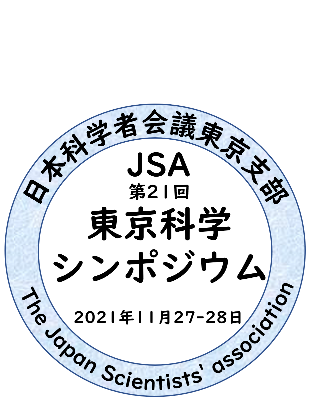 日本科学者会議東京支部
JSA
第21回
東京科学
シンポジウム
2021年11月27-28日
The Japan Scientists' association